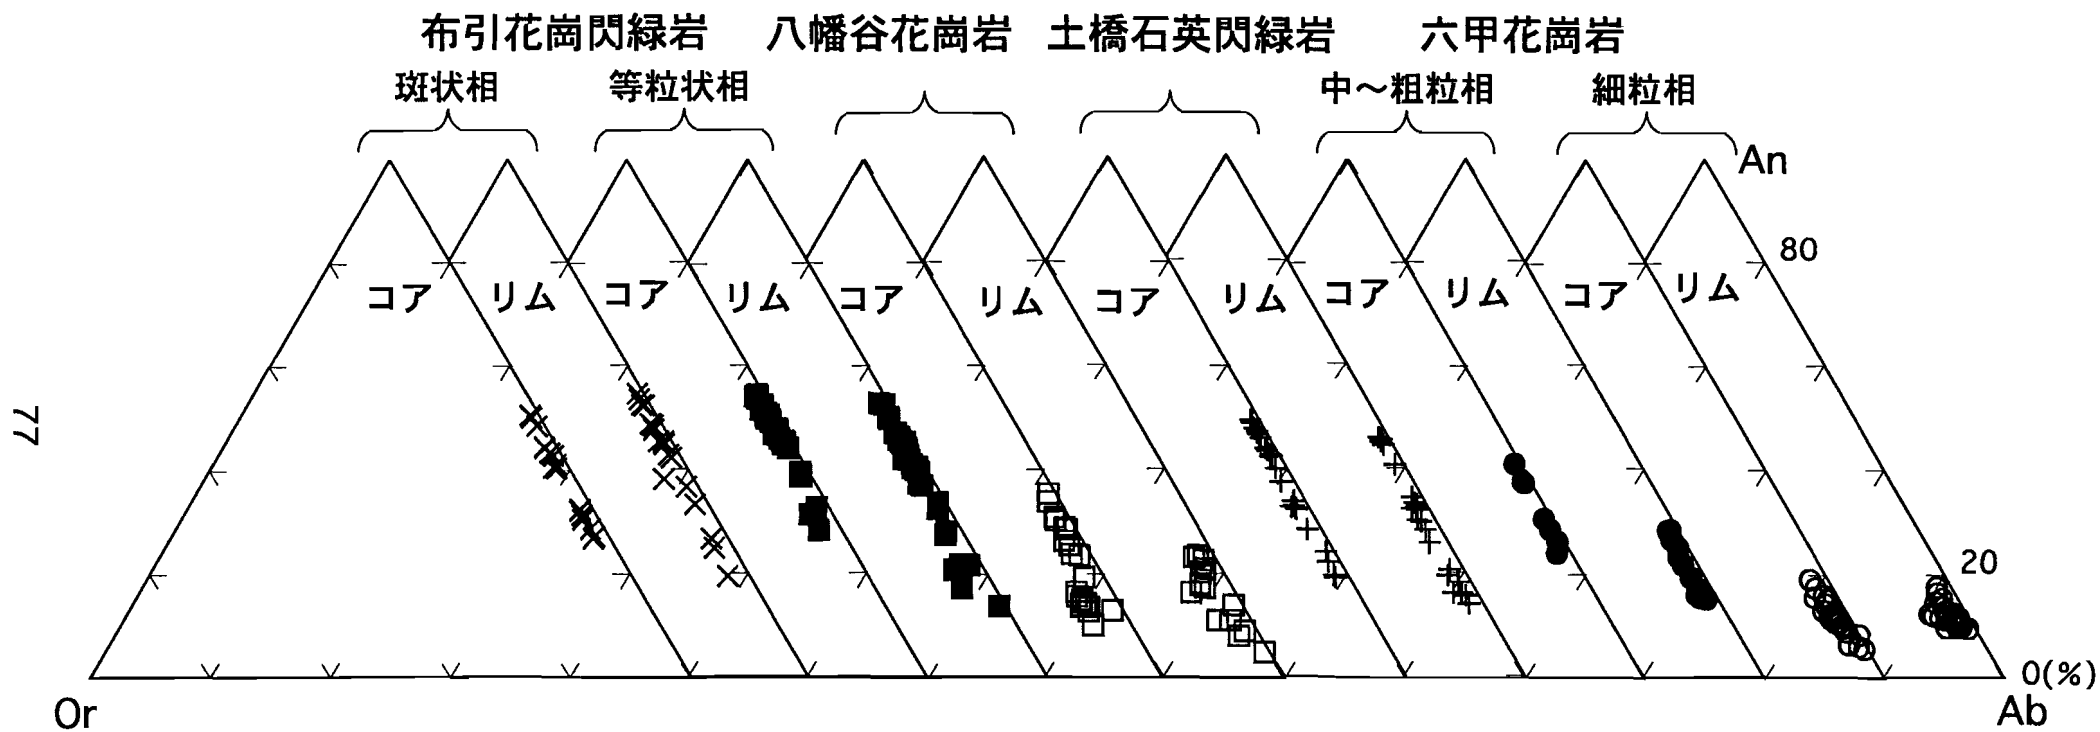 布引花崗閃緑岩 八幡谷花崗岩 土橋石英閃緑岩 六甲花崗岩
斑状相 等粒状相 中～粗粒相 細粒相
An
80
コア リム コア リム コア リム コア リム コア リム コア リム
77
20
0(%)
Or Ab